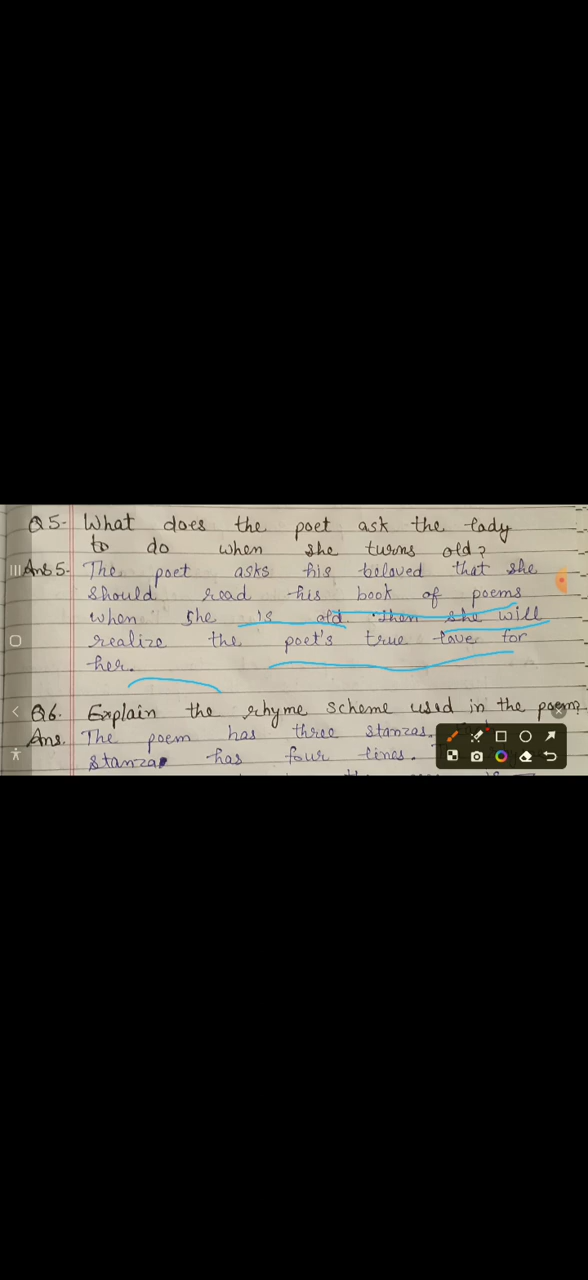 Q5- What does the poet ask the lady
to do when she turns old?
Ans5- The poet asks his beloved that she
should read his book of poems
when she is old. Then she will
realize the poet's true love for
her.
Q6. Explain the rhyme scheme used in the poem?
Ans. The poem has three stanzas.
stanza has four lines.